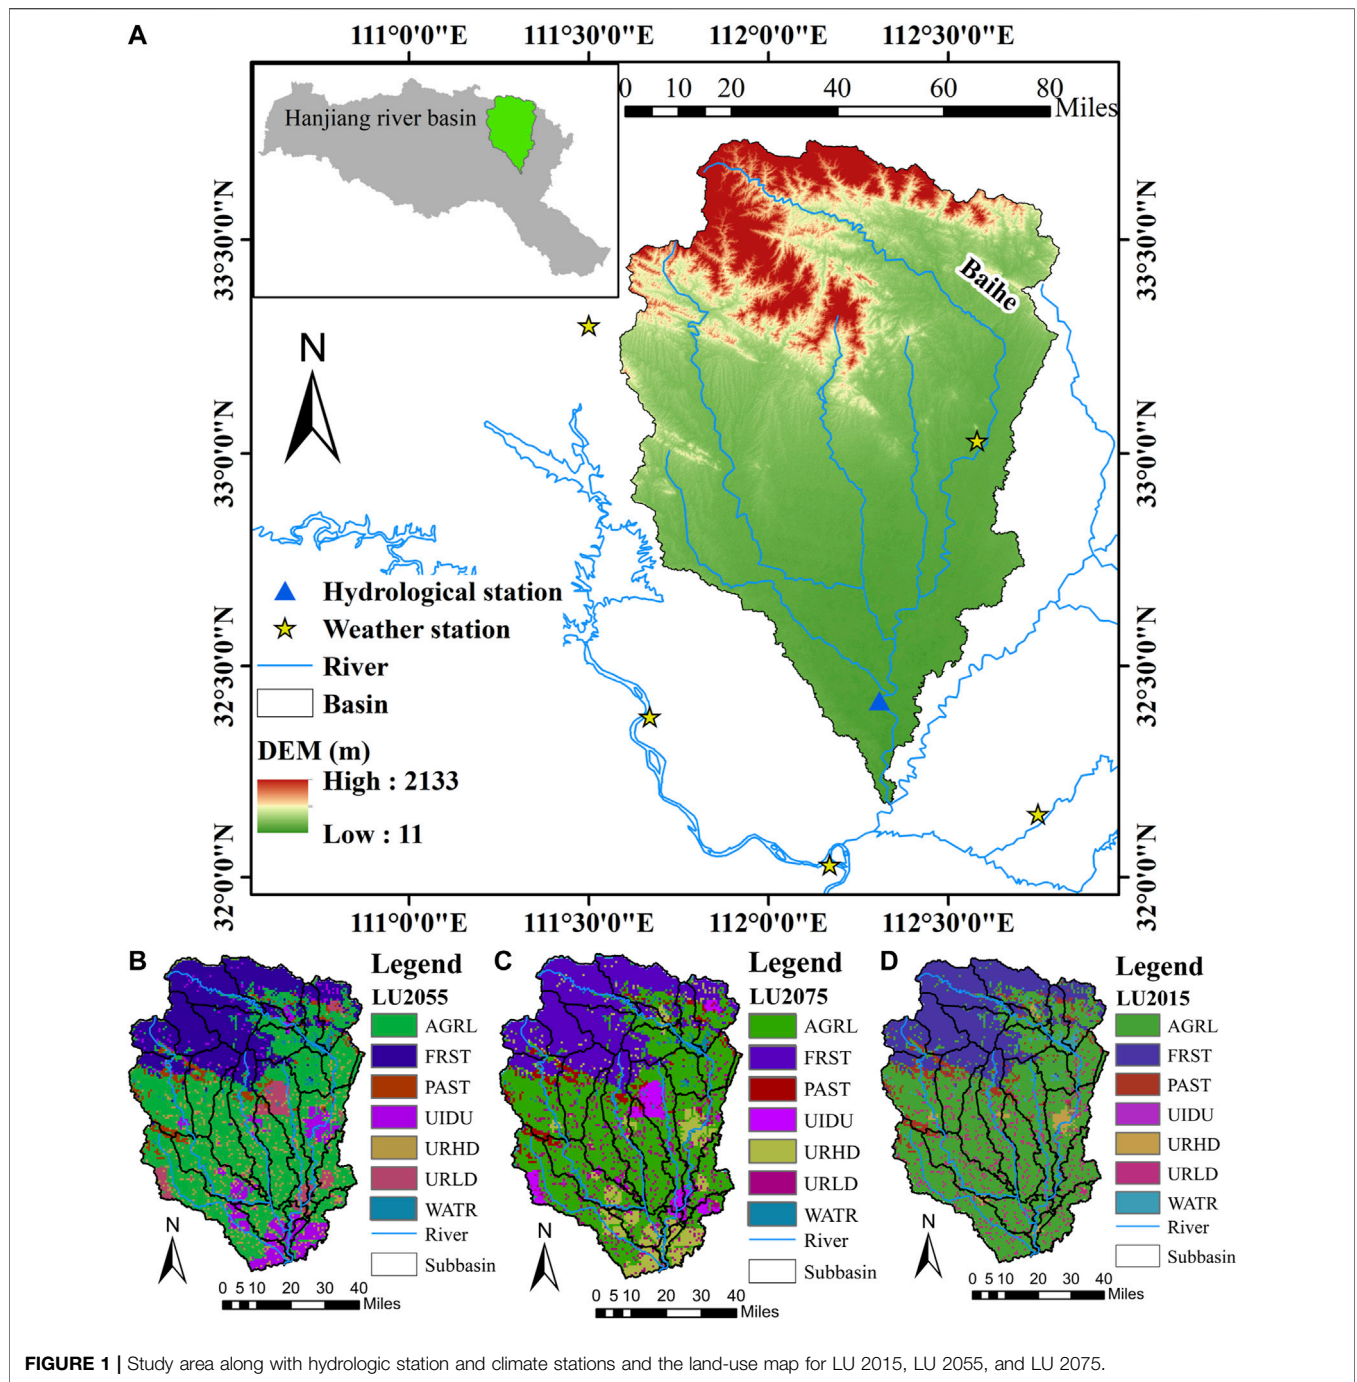 A
111°0'0"E 111°30'0"E 112°0'0"E 112°30'0"E
0 10 20 40 60 80
Miles
Hanjiang river basin
33°30'0"N
33°30'0"N
Baihe
N
33°0'0"N
33°0'0"N
Hydrological station
Weather station
River
Basin
32°30'0"N
32°30'0"N
DEM (m)
High : 2133
Low : 11
32°0'0"N
32°0'0"N
111°0'0"E 111°30'0"E 112°0'0"E 112°30'0"E
B
Legend
LU2055
AGRL
FRST
PAST
UIDU
URHD
URLD
WATR
River
Subbasin
N
0 5 10 20 30 40
Miles
C
Legend
LU2075
AGRL
FRST
PAST
UIDU
URHD
URLD
WATR
River
Subbasin
N
0 5 10 20 30 40
Miles
D
Legend
LU2015
AGRL
FRST
PAST
UIDU
URHD
URLD
WATR
River
Subbasin
N
0 5 10 20 30 40
Miles
FIGURE 1 | Study area along with hydrologic station and climate stations and the land-use map for LU 2015, LU 2055, and LU 2075.